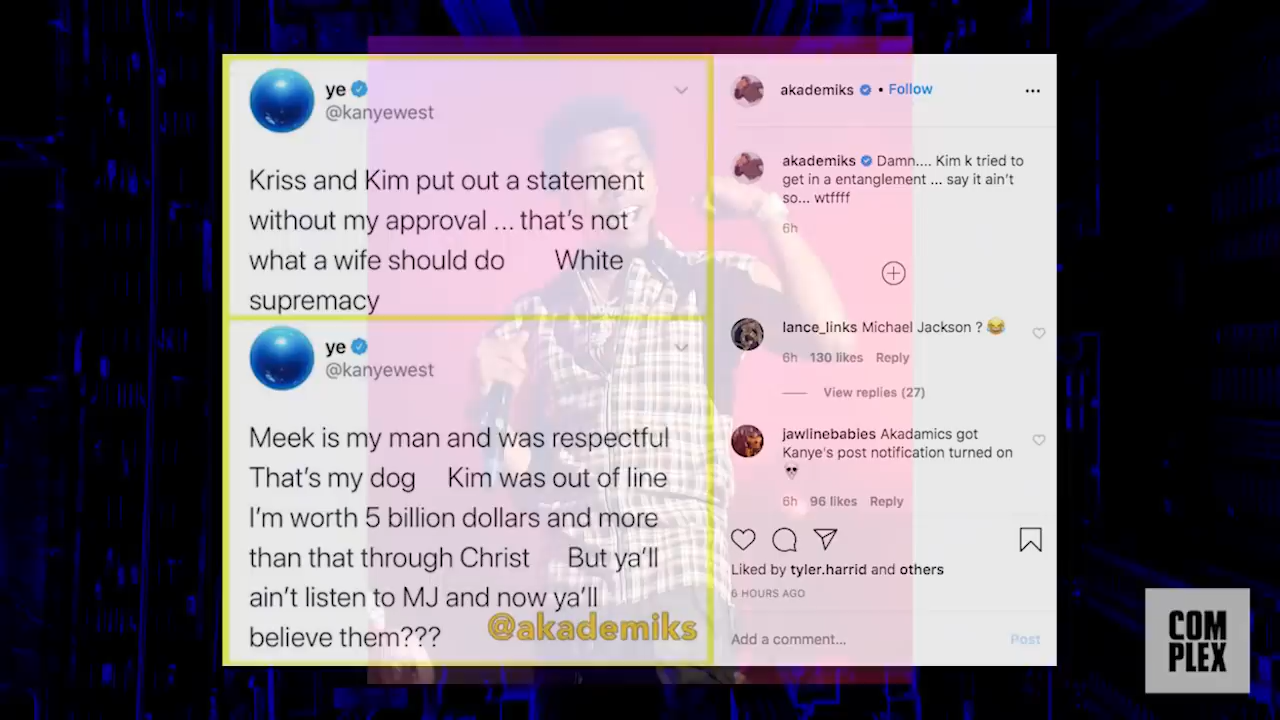 ye
@kanyewest
Kriss and Kim put out a statement
without my approval ... that's not
what a wife should do White
supremacy
ye
@kanyewest
Meek is my man and was respectful
That's my dog Kim was out of line
I'm worth 5 billion dollars and more
than that through Christ But ya'll
ain't listen to MJ and now ya'll
believe them???
@akademiks
akademiks • Follow
akademiks Damn.... Kim k tried to
get in a entanglement ... say it ain't
so... wtffff
6h
lance_links Michael Jackson ? 😂
6h 130 likes Reply
View replies (27)
jawlinebabies Akadamics got
Kanye's post notification turned on
💀
6h 96 likes Reply
Liked by tyler.harrid and others
6 HOURS AGO
Add a comment... Post
COM
PLEX